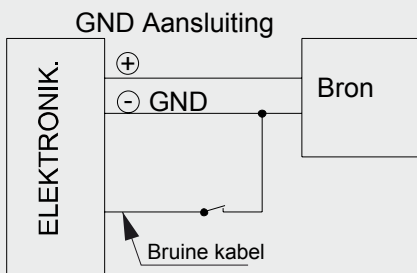 GND Aansluiting
ELEKTRONIK.
+
- GND
Bron
Bruine kabel